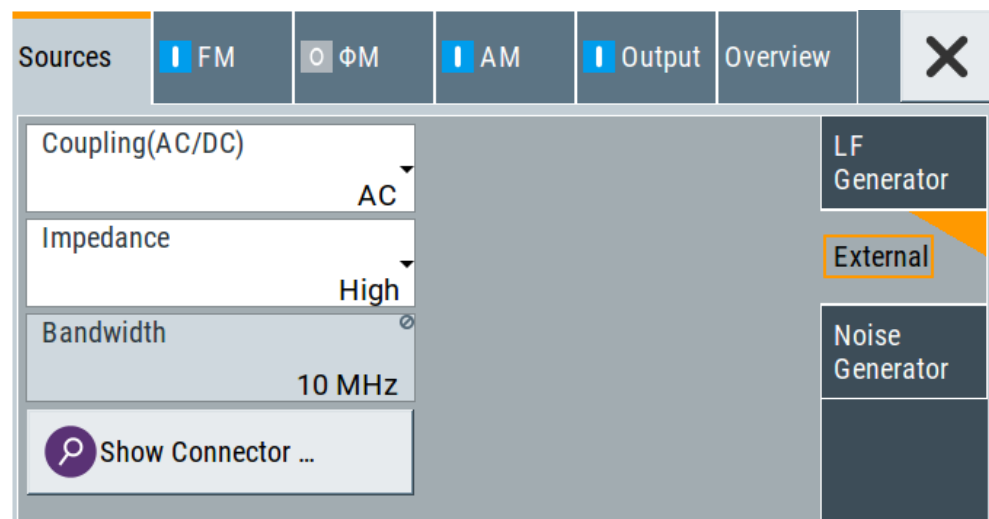 Sources
I FM
O ΦM
I AM
I Output
Overview
Coupling(AC/DC)
AC
Impedance
High
Bandwidth
10 MHz
Show Connector ...
LF
Generator
External
Noise
Generator